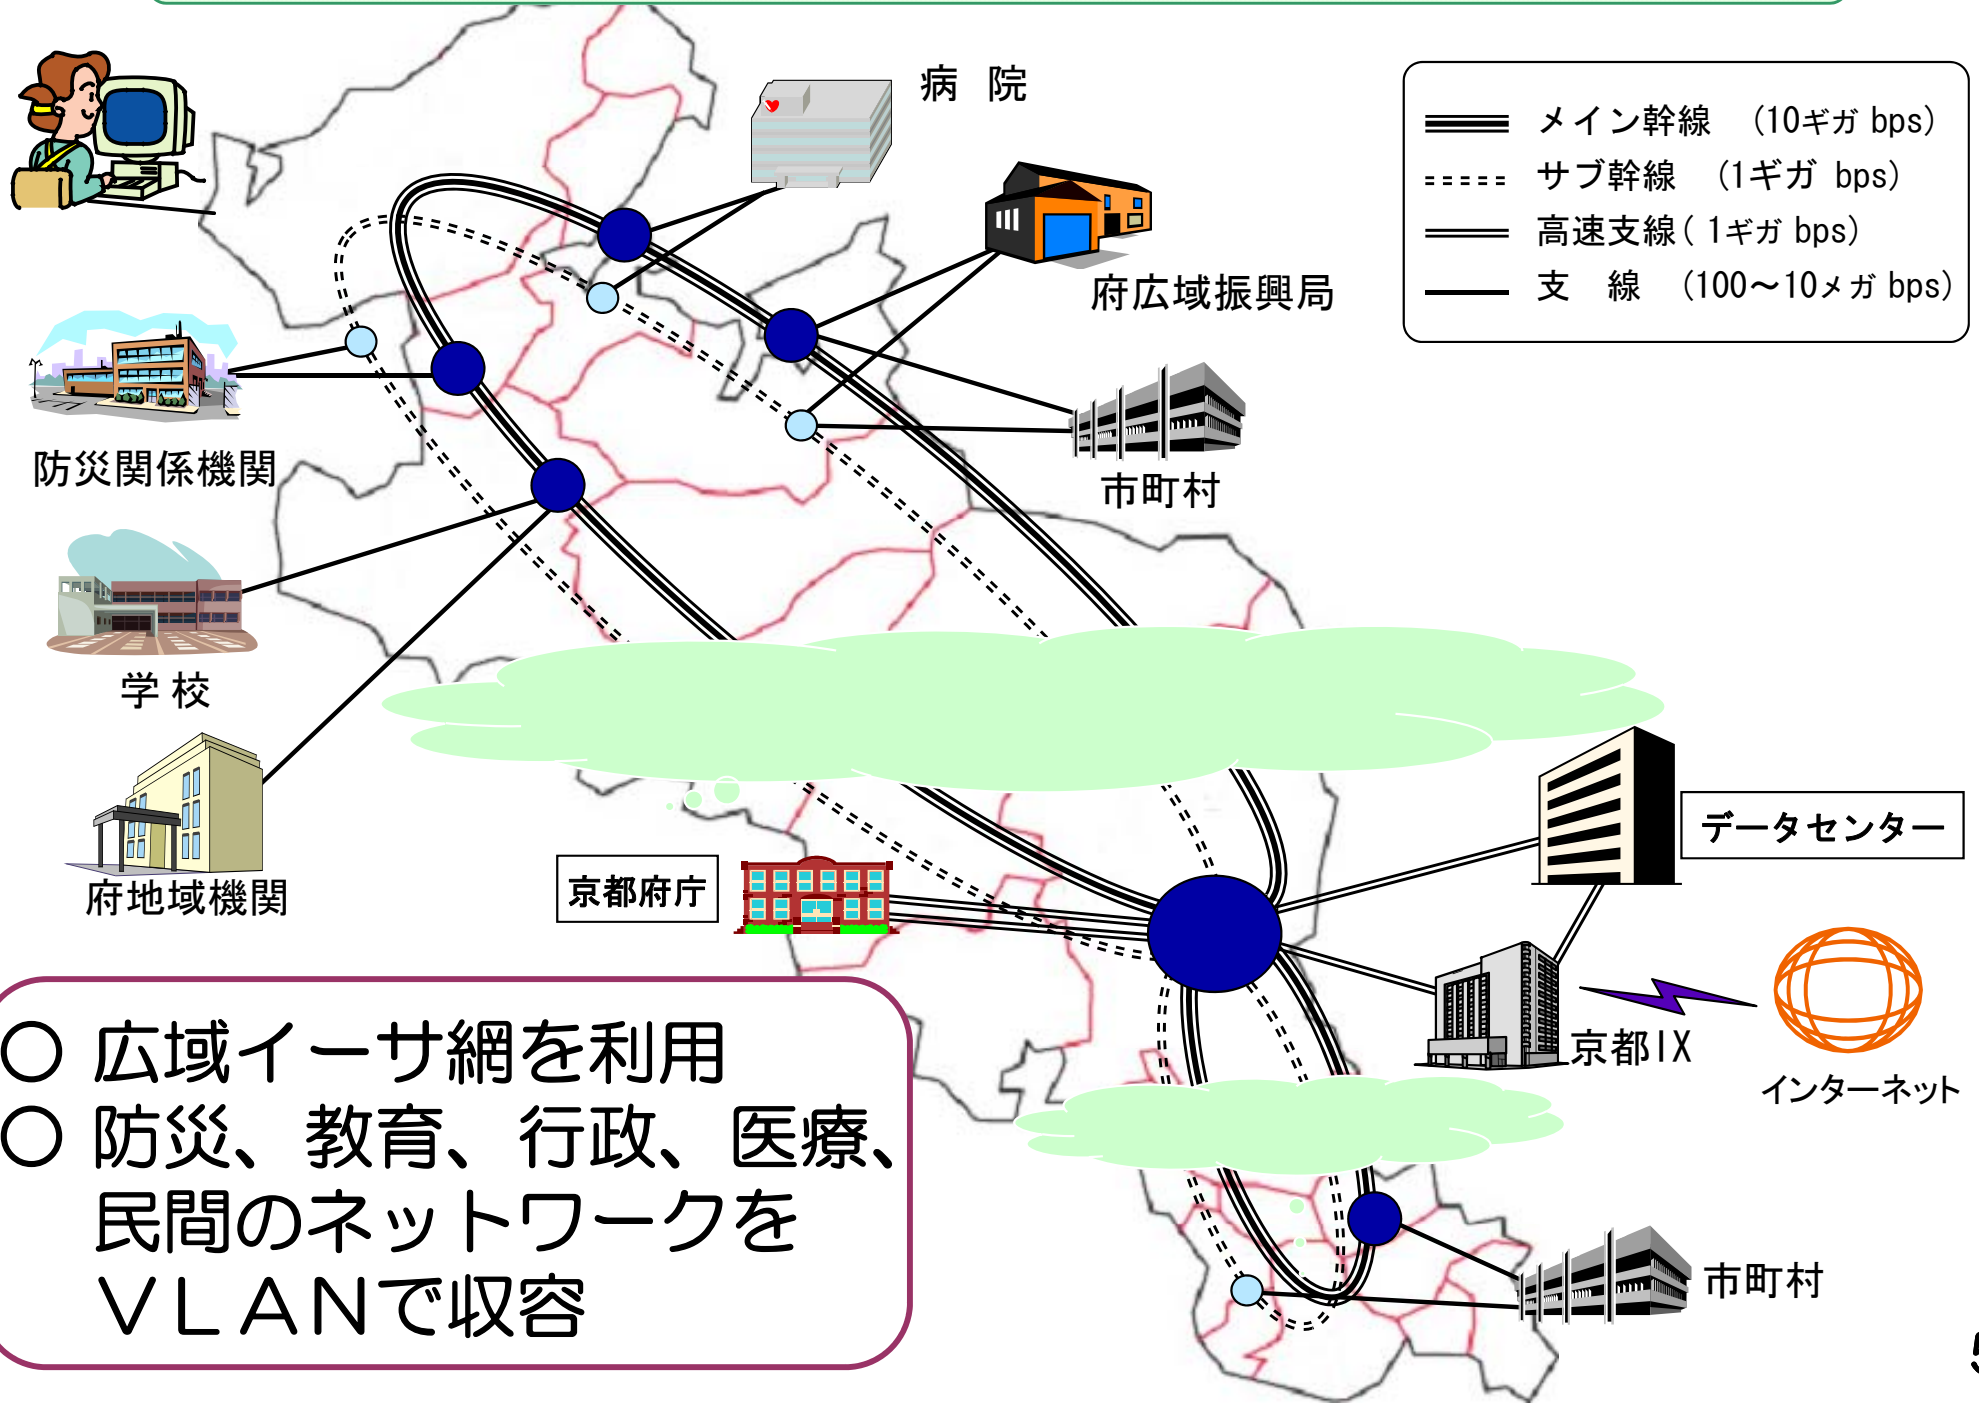 病 院
メイン幹線 （10ギガ bps）
サブ幹線 （1ギガ bps）
高速支線（ 1ギガ bps）
支 線 （100～10メガ bps）
府広域振興局
防災関係機関
市町村
学 校
府地域機関
京都府庁
データセンター
京都IX
インターネット
○ 広域イーサ網を利用
○ 防災、教育、行政、医療、
民間のネットワークを
ＶＬＡＮで収容
市町村